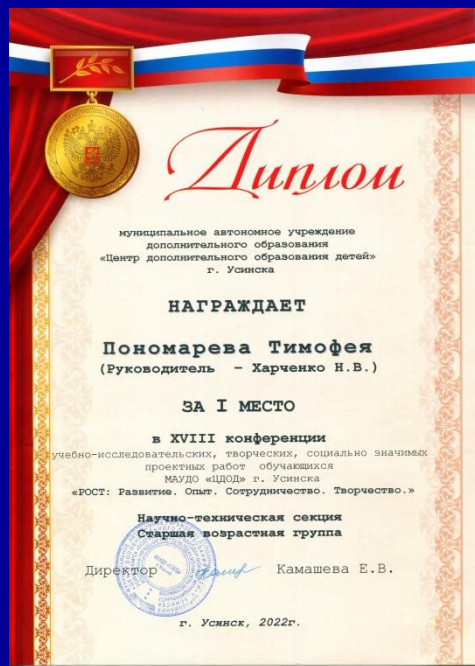 Диплом
муниципальное автономное учреждение
дополнительного образования
«Центр дополнительного образования детей»
г. Усинска
НАГРАЖДАЕТ
Пономарева Тимофея
(Руководитель – Харченко Н.В.)
ЗА I МЕСТО
в XVIII конференции
учебно-исследовательских, творческих, социально значимых
проектных работ обучающихся
МАУДО «ЦДОД» г. Усинска
«РОСТ: Развитие. Опыт. Сотрудничество. Творчество.»
Научно-техническая секция
Старшая возрастная группа
Директор Камашева Е.В.
г. Усинск, 2022г.